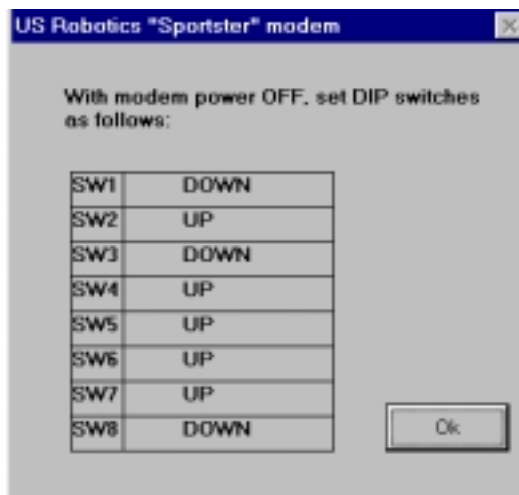 US Robotics "Sportster" modem
With modem power OFF, set DIP switches
as follows:
SW1 DOWN
SW2 UP
SW3 DOWN
SW4 UP
SW5 UP
SW6 UP
SW7 UP
SW8 DOWN
Ok